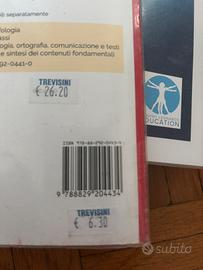 ili separatamente
fologia
assi
logia, ortografia, comunicazione e testi
e sintesi dei contenuti fondamentali
92-0441-0
TREVISINI
€ 26.20
EDUCATION
9 788829 204434
TREVISINI
€ 6.30
subito